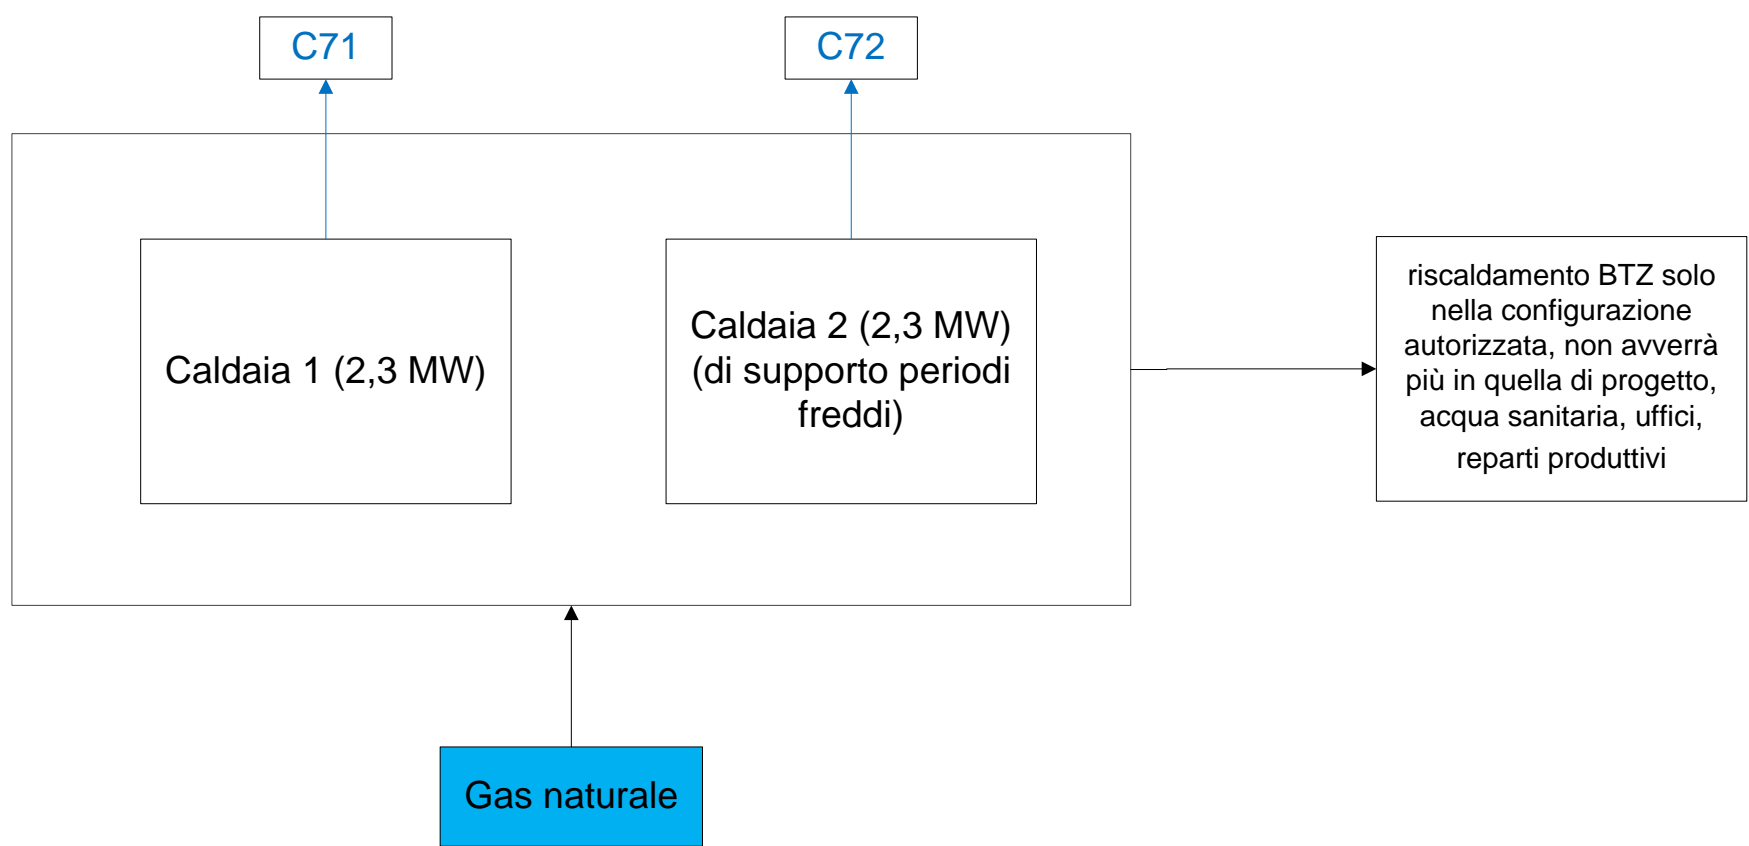 C71
C72
Caldaia 1 (2,3 MW)
Caldaia 2 (2,3 MW)
(di supporto periodi
freddi)
riscaldamento BTZ solo
nella configurazione
autorizzata, non avverrà
più in quella di progetto,
acqua sanitaria, uffici,
reparti produttivi
Gas naturale